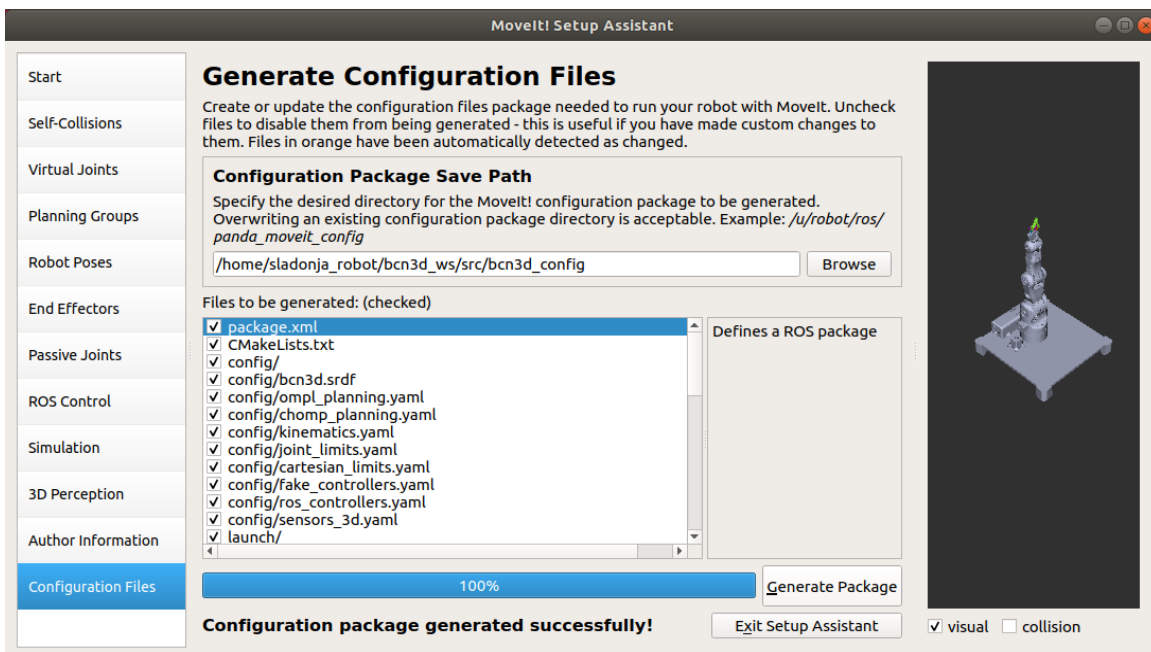 MoveIt! Setup Assistant
Start
Self-Collisions
Virtual Joints
Planning Groups
Robot Poses
End Effectors
Passive Joints
ROS Control
Simulation
3D Perception
Author Information
Configuration Files
Generate Configuration Files
Create or update the configuration files package needed to run your robot with MoveIt. Uncheck
files to disable them from being generated - this is useful if you have made custom changes to
them. Files in orange have been automatically detected as changed.
Configuration Package Save Path
Specify the desired directory for the MoveIt! configuration package to be generated.
Overwriting an existing configuration package directory is acceptable. Example: /u/robot/ros/
panda_moveit_config
/home/sladonja_robot/bcn3d_ws/src/bcn3d_config
Browse
Files to be generated: (checked)
package.xml
CMakeLists.txt
config/
config/bcn3d.srdf
config/ompl_planning.yaml
config/chomp_planning.yaml
config/kinematics.yaml
config/joint_limits.yaml
config/cartesian_limits.yaml
config/fake_controllers.yaml
config/ros_controllers.yaml
config/sensors_3d.yaml
launch/
Defines a ROS package
100%
Generate Package
Configuration package generated successfully!
Exit Setup Assistant
visual
collision